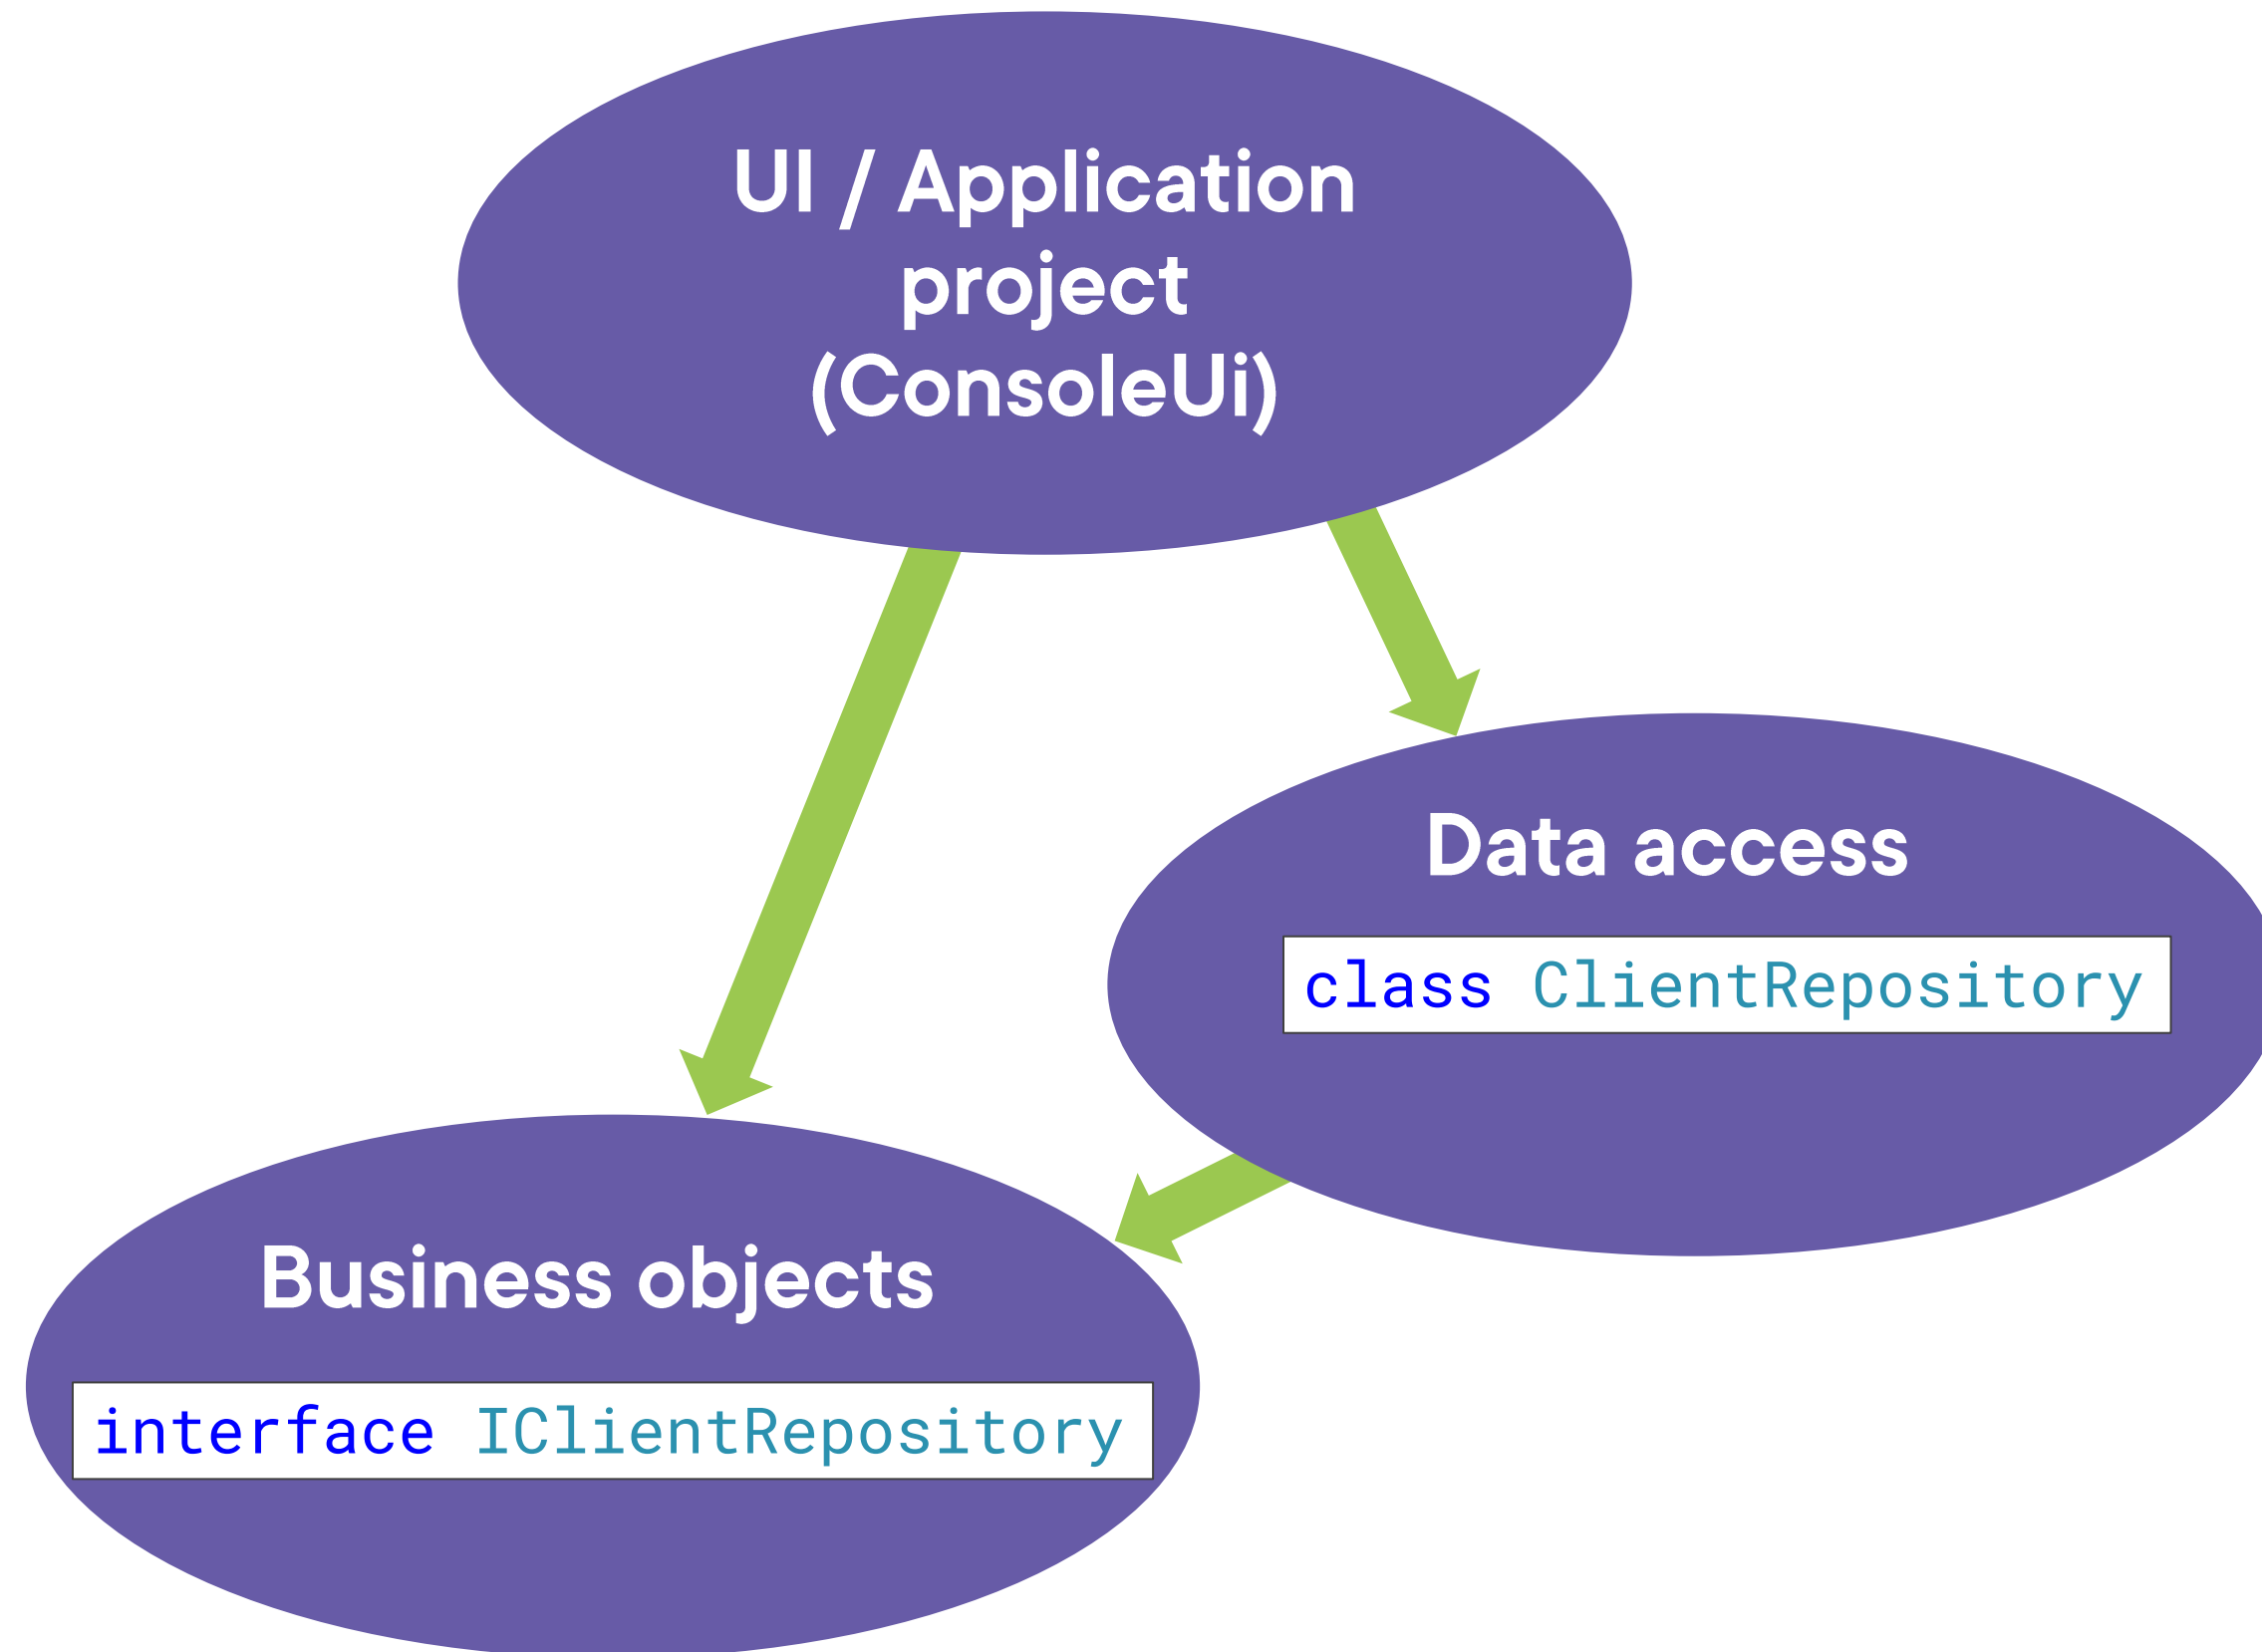 UI / Application
project
(ConsoleUi)
Data access
class ClientRepository
Business objects
interface IClientRepository